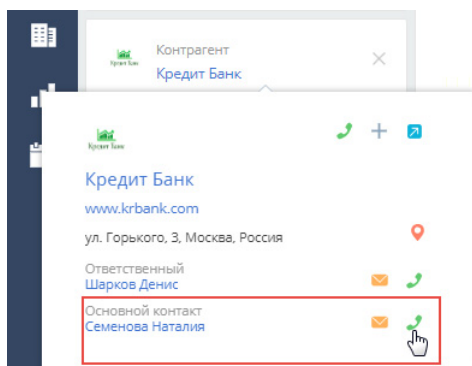 Контрагент
Кредит Банк
Кредит Банк
Кредит Банк
Кредит Банк
www.krbank.com
ул. Горького, 3, Москва, Россия
Ответственный
Шарков Денис
Основной контакт
Семенова Наталия